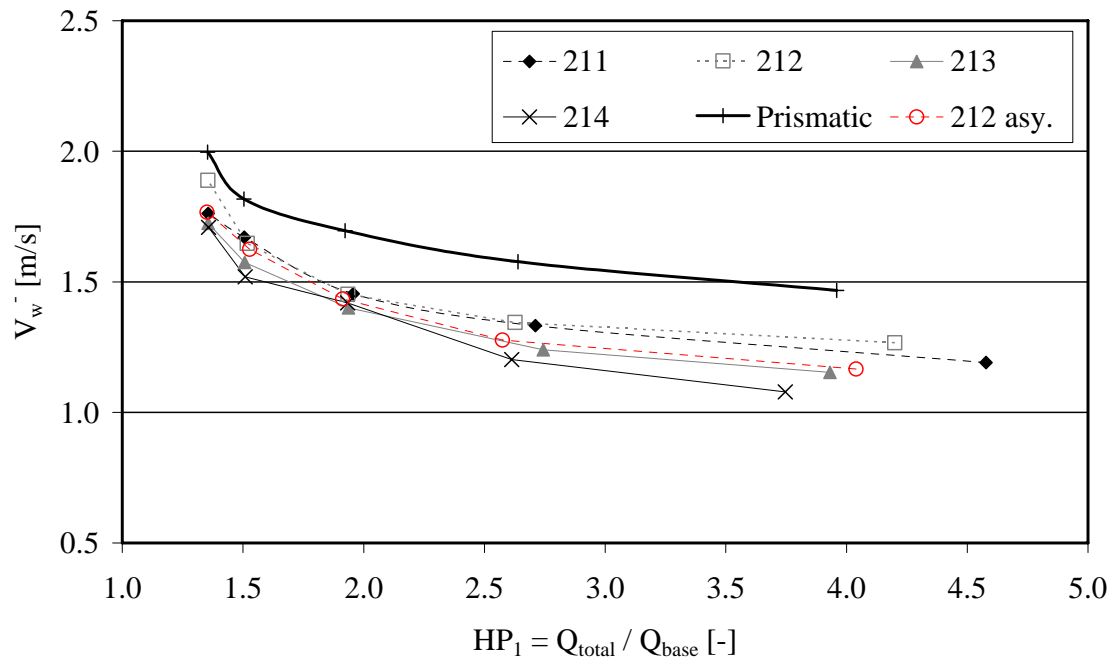 2.5
211 212 213
214 Prismatic 212 asy.
2.0
1.5
1.0
0.5
V_w^- [m/s]
1.0 1.5 2.0 2.5 3.0 3.5 4.0 4.5 5.0
HP_1 = Q_total / Q_base [-]